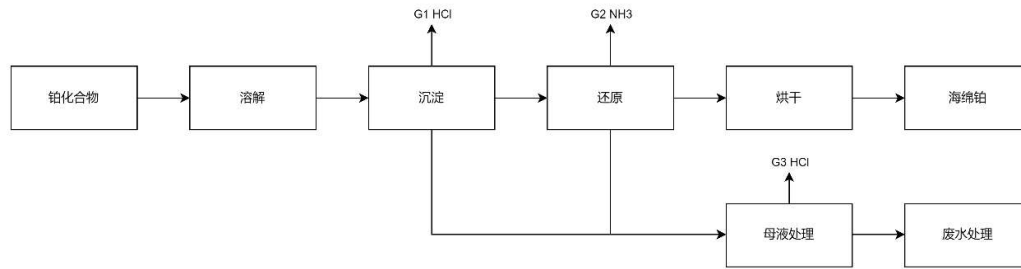 G1 HCl
G2 NH3
铂化合物
溶解
沉淀
还原
烘干
海绵铂
G3 HCl
母液处理
废水处理